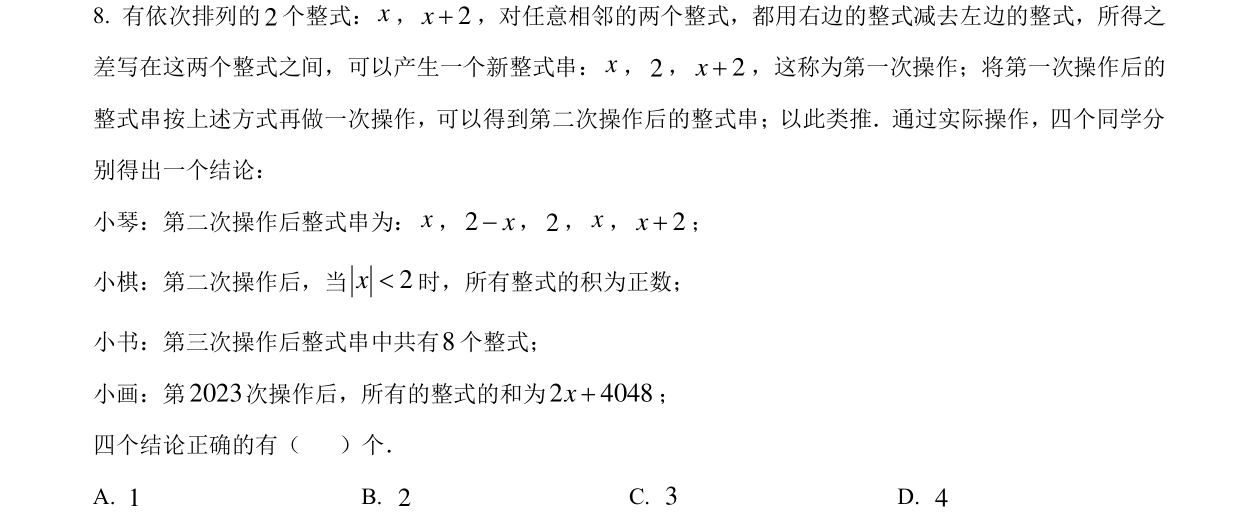 8. 有依次排列的 2 个整式：x，x+2，对任意相邻的两个整式，都用右边的整式减去左边的整式，所得之
差写在这两个整式之间，可以产生一个新整式串：x，2，x+2，这称为第一次操作；将第一次操作后的
整式串按上述方式再做一次操作，可以得到第二次操作后的整式串；以此类推．通过实际操作，四个同学分
别得出一个结论：
小琴：第二次操作后整式串为：x，2−x，2，x，x+2；
小棋：第二次操作后，当|x|<2时，所有整式的积为正数；
小书：第三次操作后整式串中共有8个整式；
小画：第2023次操作后，所有的整式的和为2x+4048；
四个结论正确的有（　　）个．
A. 1　　B. 2　　C. 3　　D. 4